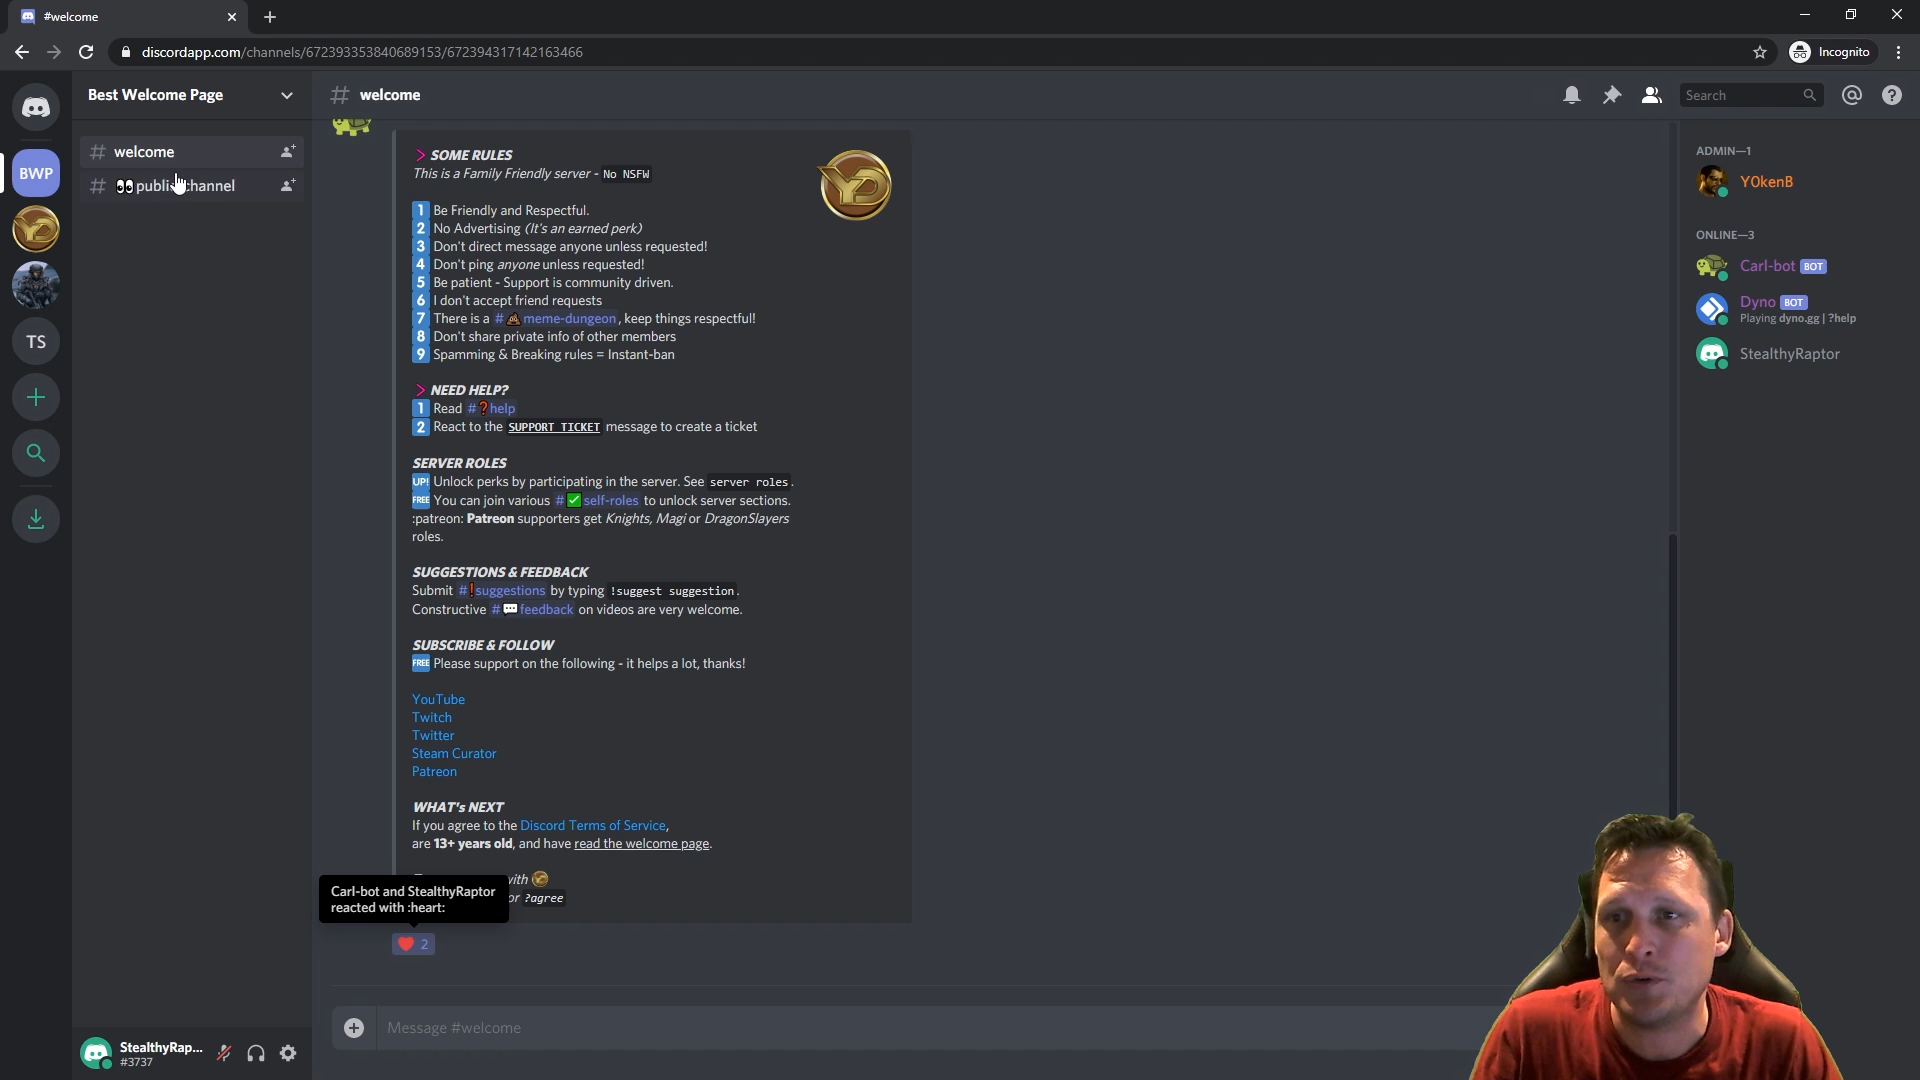 #welcome
discordapp.com/channels/672393353840689153/672394317142163466
Incognito
Best Welcome Page
# welcome
Search
# welcome
# 👀publi channel
BWP
TS
> SOME RULES
This is a Family Friendly server - No NSFW
1 Be Friendly and Respectful.
2 No Advertising (It's an earned perk)
3 Don't direct message anyone unless requested!
4 Don't ping anyone unless requested!
5 Be patient - Support is community driven.
6 I don't accept friend requests
7 There is a #💩meme-dungeon, keep things respectful!
8 Don't share private info of other members
9 Spamming & Breaking rules = Instant-ban
> NEED HELP?
1 Read #❓help
2 React to the SUPPORT TICKET message to create a ticket
SERVER ROLES
UP! Unlock perks by participating in the server. See server roles.
FREE You can join various #✅self-roles to unlock server sections.
:patreon: Patreon supporters get Knights, Magi or DragonSlayers
roles.
SUGGESTIONS & FEEDBACK
Submit #❗suggestions by typing !suggest suggestion.
Constructive #💬feedback on videos are very welcome.
SUBSCRIBE & FOLLOW
FREE Please support on the following - it helps a lot, thanks!
YouTube
Twitch
Twitter
Steam Curator
Patreon
WHAT's NEXT
If you agree to the Discord Terms of Service,
are 13+ years old, and have read the welcome page.
with
or ?agree
Carl-bot and StealthyRaptor
reacted with :heart:
❤️ 2
Message #welcome
StealthyRap...
#3737
ADMIN—1
Y0kenB
ONLINE—3
Carl-bot BOT
Dyno BOT
Playing dyno.gg | ?help
StealthyRaptor